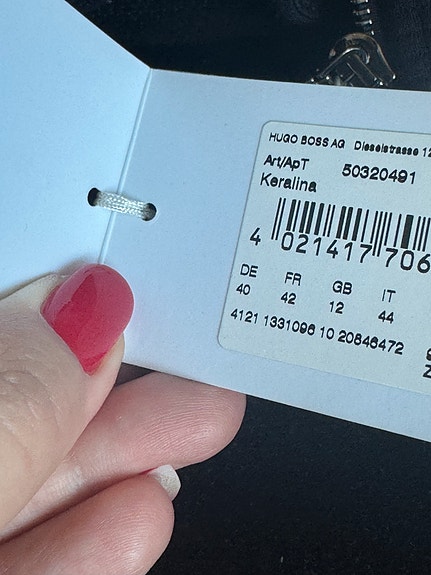 HUGO BOSS AG Dieselstrasse 12
Art/ApT 50320491
Keralina
4 021417 706
DE FR GB IT
40 42 12 44
4121 1331096 10 20846472
Z